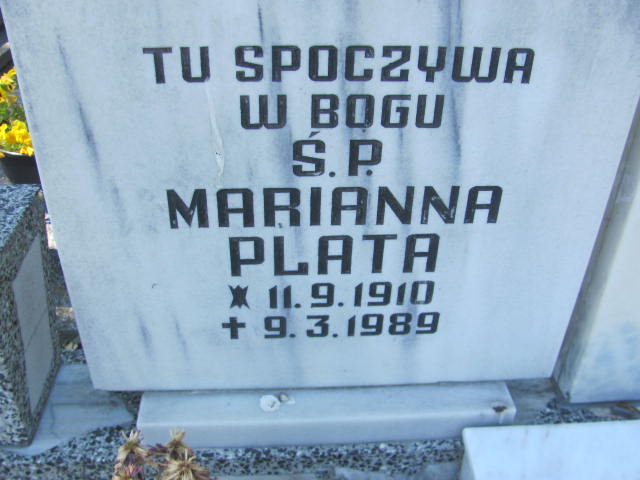 TU SPOCZYWA
W BOGU
Ś.P.
MARIANNA
PLATA
* 11.9.1910
✝ 9.3.1989